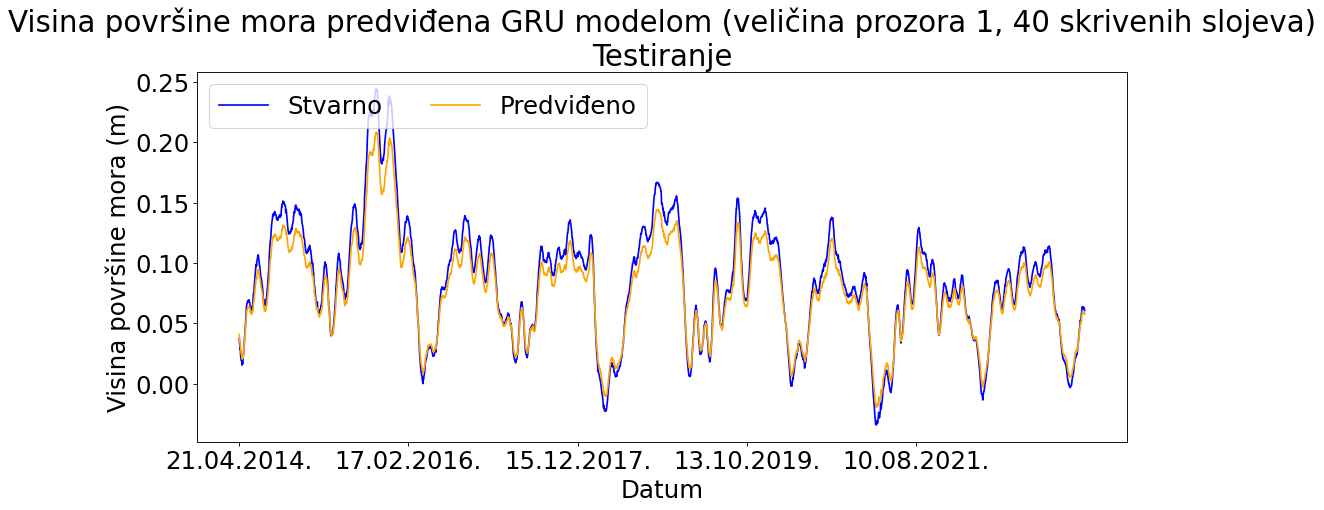 Visina površine mora predviđena GRU modelom (veličina prozora 1, 40 skrivenih slojeva)
Testiranje
Stvarno Predviđeno
Visina površine mora (m)
0.25
0.20
0.15
0.10
0.05
0.00
21.04.2014. 17.02.2016. 15.12.2017. 13.10.2019. 10.08.2021.
Datum